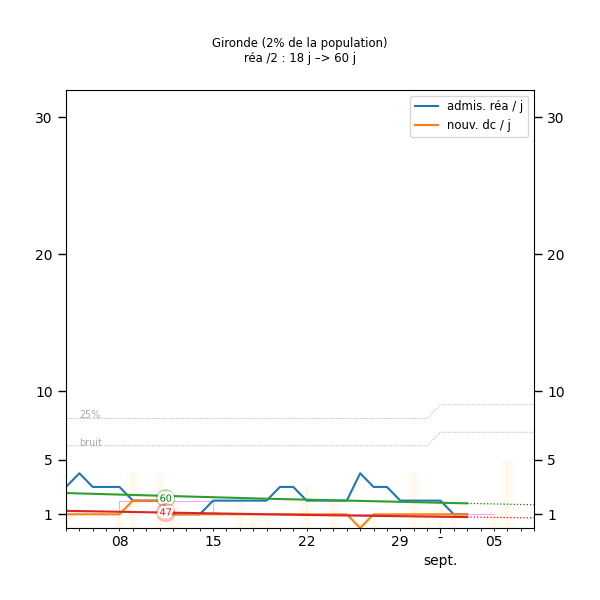 Gironde (2% de la population)
réa /2 : 18 j –> 60 j
admis. réa / j
nouv. dc / j
30 30
20 20
10 10
25%
bruit
5 5
60
47
1 1
08 15 22 29 - 05
sept.